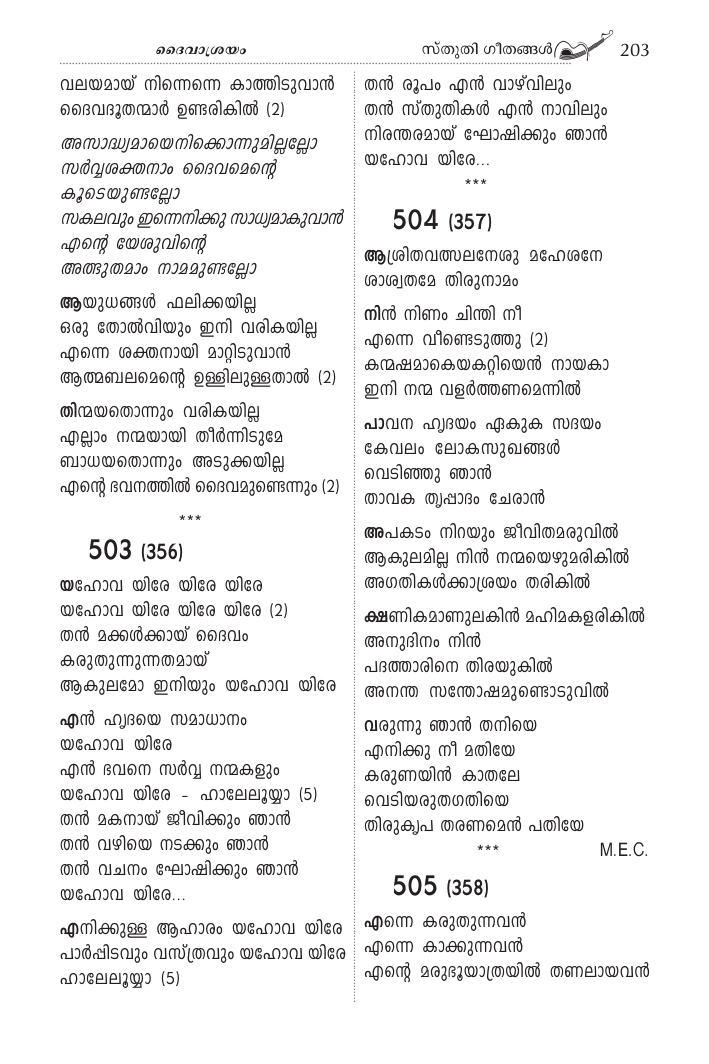 ദൈവാശ്രയം
സ്തുതി ഗീതങ്ങൾ 203
വലയമായ് നിന്നെന്നെ കാത്തിടുവാൻ
ദൈവദൂതന്മാർ ഉണ്ടരികിൽ (2)
അസാദ്ധ്യമായെനിക്കൊന്നുമില്ലല്ലോ
സർവ്വശക്തനാം ദൈവമെന്റെ
കൂടെയുണ്ടല്ലോ
സകലവും ഇന്നെനിക്കു സാധ്യമാകുവാൻ
എന്റെ യേശുവിന്റെ
അത്ഭുതമാം നാമമുണ്ടല്ലോ
ആയുധങ്ങൾ ഫലിക്കയില്ല
ഒരു തോൽവിയും ഇനി വരികയില്ല
എന്നെ ശക്തനായി മാറ്റിടുവാൻ
ആത്മബലമെന്റെ ഉള്ളിലുള്ളതാൽ (2)
തിന്മയതൊന്നും വരികയില്ല
എല്ലാം നന്മയായി തീർന്നിടുമേ
ബാധയതൊന്നും അടുക്കയില്ല
എന്റെ ഭവനത്തിൽ ദൈവമുണ്ടെന്നും (2)
***
503 (356)
യഹോവ യിരേ യിരേ യിരേ
യഹോവ യിരേ യിരേ യിരേ (2)
തൻ മക്കൾക്കായ് ദൈവം
കരുതുന്നുന്നതമായ്
ആകുലമോ ഇനിയും യഹോവ യിരേ
എൻ ഹൃദയെ സമാധാനം
യഹോവ യിരേ
എൻ ഭവനെ സർവ്വ നന്മകളും
യഹോവ യിരേ - ഹാലേലൂയ്യാ (5)
തൻ മകനായ് ജീവിക്കും ഞാൻ
തൻ വഴിയെ നടക്കും ഞാൻ
തൻ വചനം ഘോഷിക്കും ഞാൻ
യഹോവ യിരേ...
എനിക്കുള്ള ആഹാരം യഹോവ യിരേ
പാർപ്പിടവും വസ്ത്രവും യഹോവ യിരേ
ഹാലേലൂയ്യാ (5)
തൻ രൂപം എൻ വാഴ്‌വിലും
തൻ സ്തുതികൾ എൻ നാവിലും
നിരന്തരമായ് ഘോഷിക്കും ഞാൻ
യഹോവ യിരേ...
***
504 (357)
ആശ്രിതവത്സലനേശു മഹേശനേ
ശാശ്വതമേ തിരുനാമം
നിൻ നിണം ചിന്തി നീ
എന്നെ വീണ്ടെടുത്തു (2)
കന്മഷമാകെയകറ്റിയെൻ നായകാ
ഇനി നന്മ വളർത്തണമെന്നിൽ
പാവന ഹൃദയം ഏകുക സദയം
കേവലം ലോകസുഖങ്ങൾ
വെടിഞ്ഞു ഞാൻ
താവക തൃപ്പാദം ചേരാൻ
അപകടം നിറയും ജീവിതമരുവിൽ
ആകുലമില്ല നിൻ നന്മയെഴുമരികിൽ
അഗതികൾക്കാശ്രയം തരികിൽ
ക്ഷണികമാണുലകിൻ മഹിമകളരികിൽ
അനുദിനം നിൻ
പദത്താരിനെ തിരയുകിൽ
അനന്ത സന്തോഷമുണ്ടൊടുവിൽ
വരുന്നു ഞാൻ തനിയെ
എനിക്കു നീ മതിയേ
കരുണയിൻ കാതലേ
വെടിയരുതഗതിയെ
തിരുകൃപ തരണമെൻ പതിയേ
*** M.E.C.
505 (358)
എന്നെ കരുതുന്നവൻ
എന്നെ കാക്കുന്നവൻ
എന്റെ മരുഭൂയാത്രയിൽ തണലായവൻ